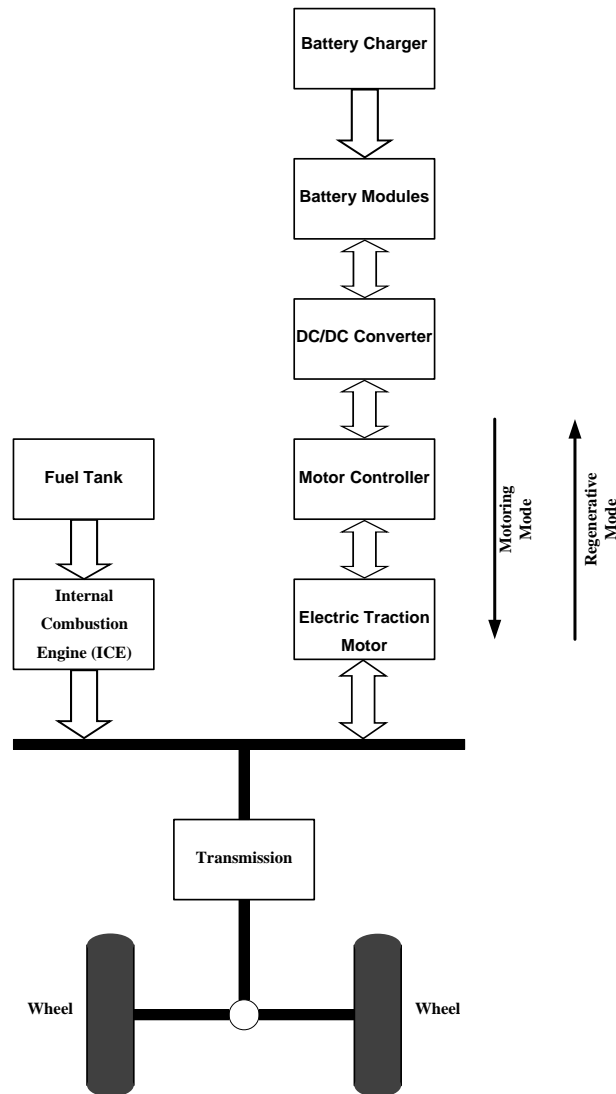 Battery Charger
Battery Modules
DC/DC Converter
Fuel Tank
Motor Controller
Motoring
Mode
Regenerative
Mode
Internal
Combustion
Engine (ICE)
Electric Traction
Motor
Transmission
Wheel
Wheel